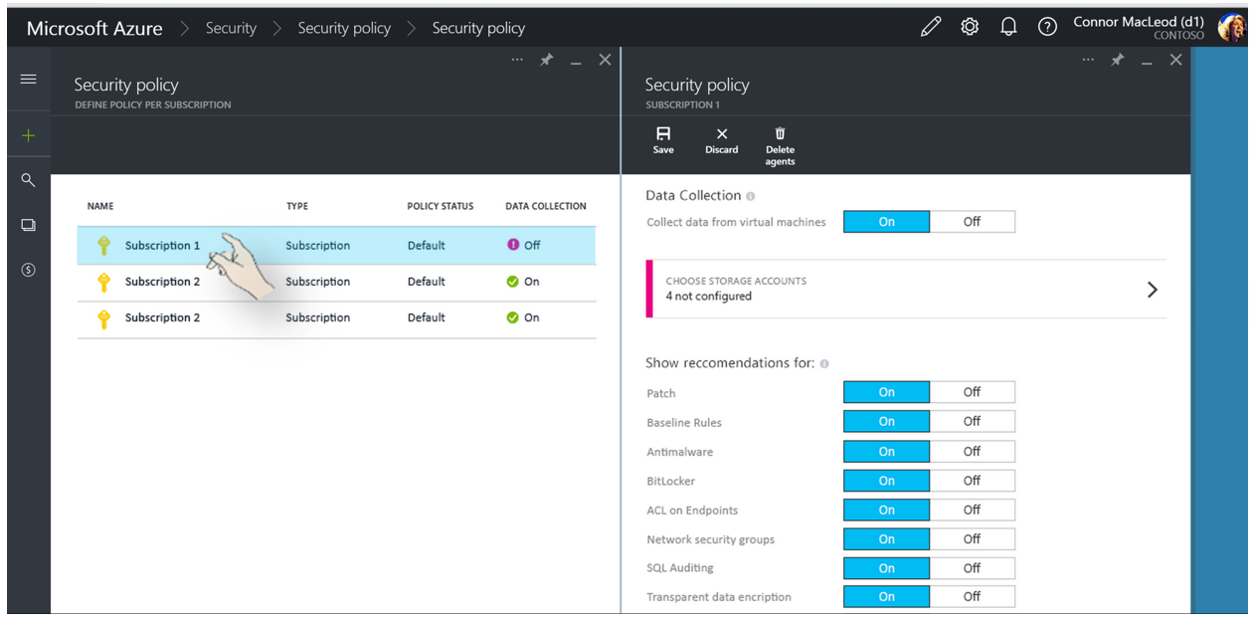 Microsoft Azure > Security > Security policy > Security policy
Connor MacLeod (d1)
CONTOSO
Security policy
DEFINE POLICY PER SUBSCRIPTION
NAME TYPE POLICY STATUS DATA COLLECTION
Subscription 1 Subscription Default Off
Subscription 2 Subscription Default On
Subscription 2 Subscription Default On
Security policy
SUBSCRIPTION 1
Save Discard Delete
agents
Data Collection
Collect data from virtual machines On Off
CHOOSE STORAGE ACCOUNTS
4 not configured
Show reccomendations for:
Patch On Off
Baseline Rules On Off
Antimalware On Off
BitLocker On Off
ACL on Endpoints On Off
Network security groups On Off
SQL Auditing On Off
Transparent data encription On Off